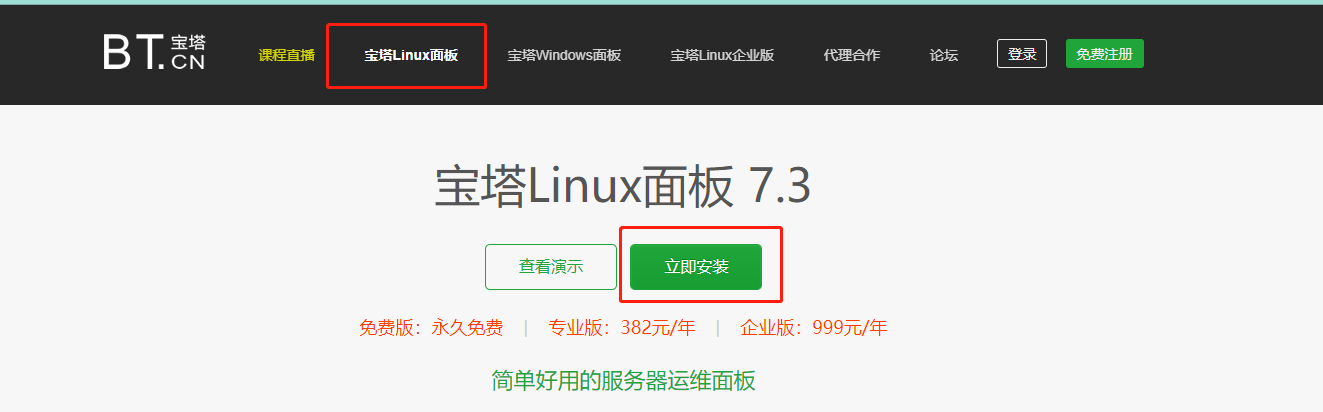 BT.宝塔CN 课程直播 宝塔Linux面板 宝塔Windows面板 宝塔Linux企业版 代理合作 论坛 登录 免费注册
宝塔Linux面板 7.3
查看演示 立即安装
免费版：永久免费 | 专业版：382元/年 | 企业版：999元/年
简单好用的服务器运维面板